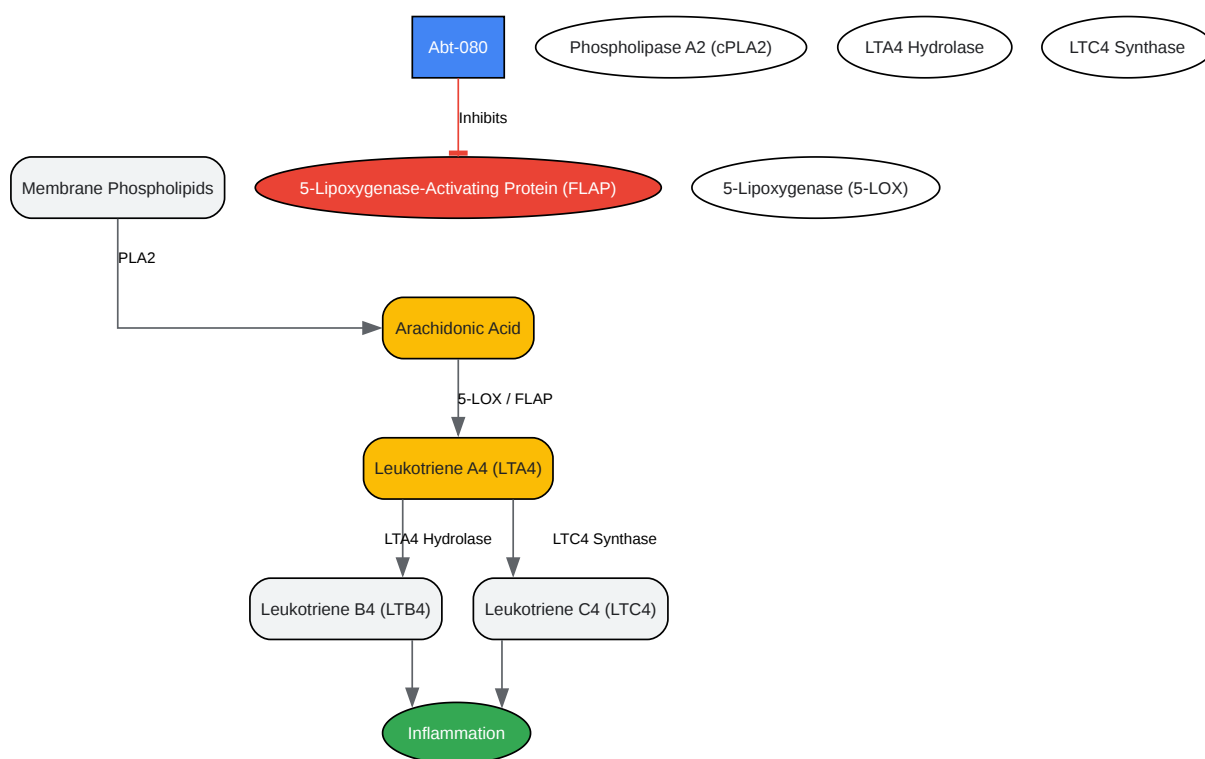 Abt-080
Phospholipase A2 (cPLA2)
LTA4 Hydrolase
LTC4 Synthase
Inhibits
Membrane Phospholipids
5-Lipoxygenase-Activating Protein (FLAP)
5-Lipoxygenase (5-LOX)
PLA2
Arachidonic Acid
5-LOX / FLAP
Leukotriene A4 (LTA4)
LTA4 Hydrolase
LTC4 Synthase
Leukotriene B4 (LTB4)
Leukotriene C4 (LTC4)
Inflammation